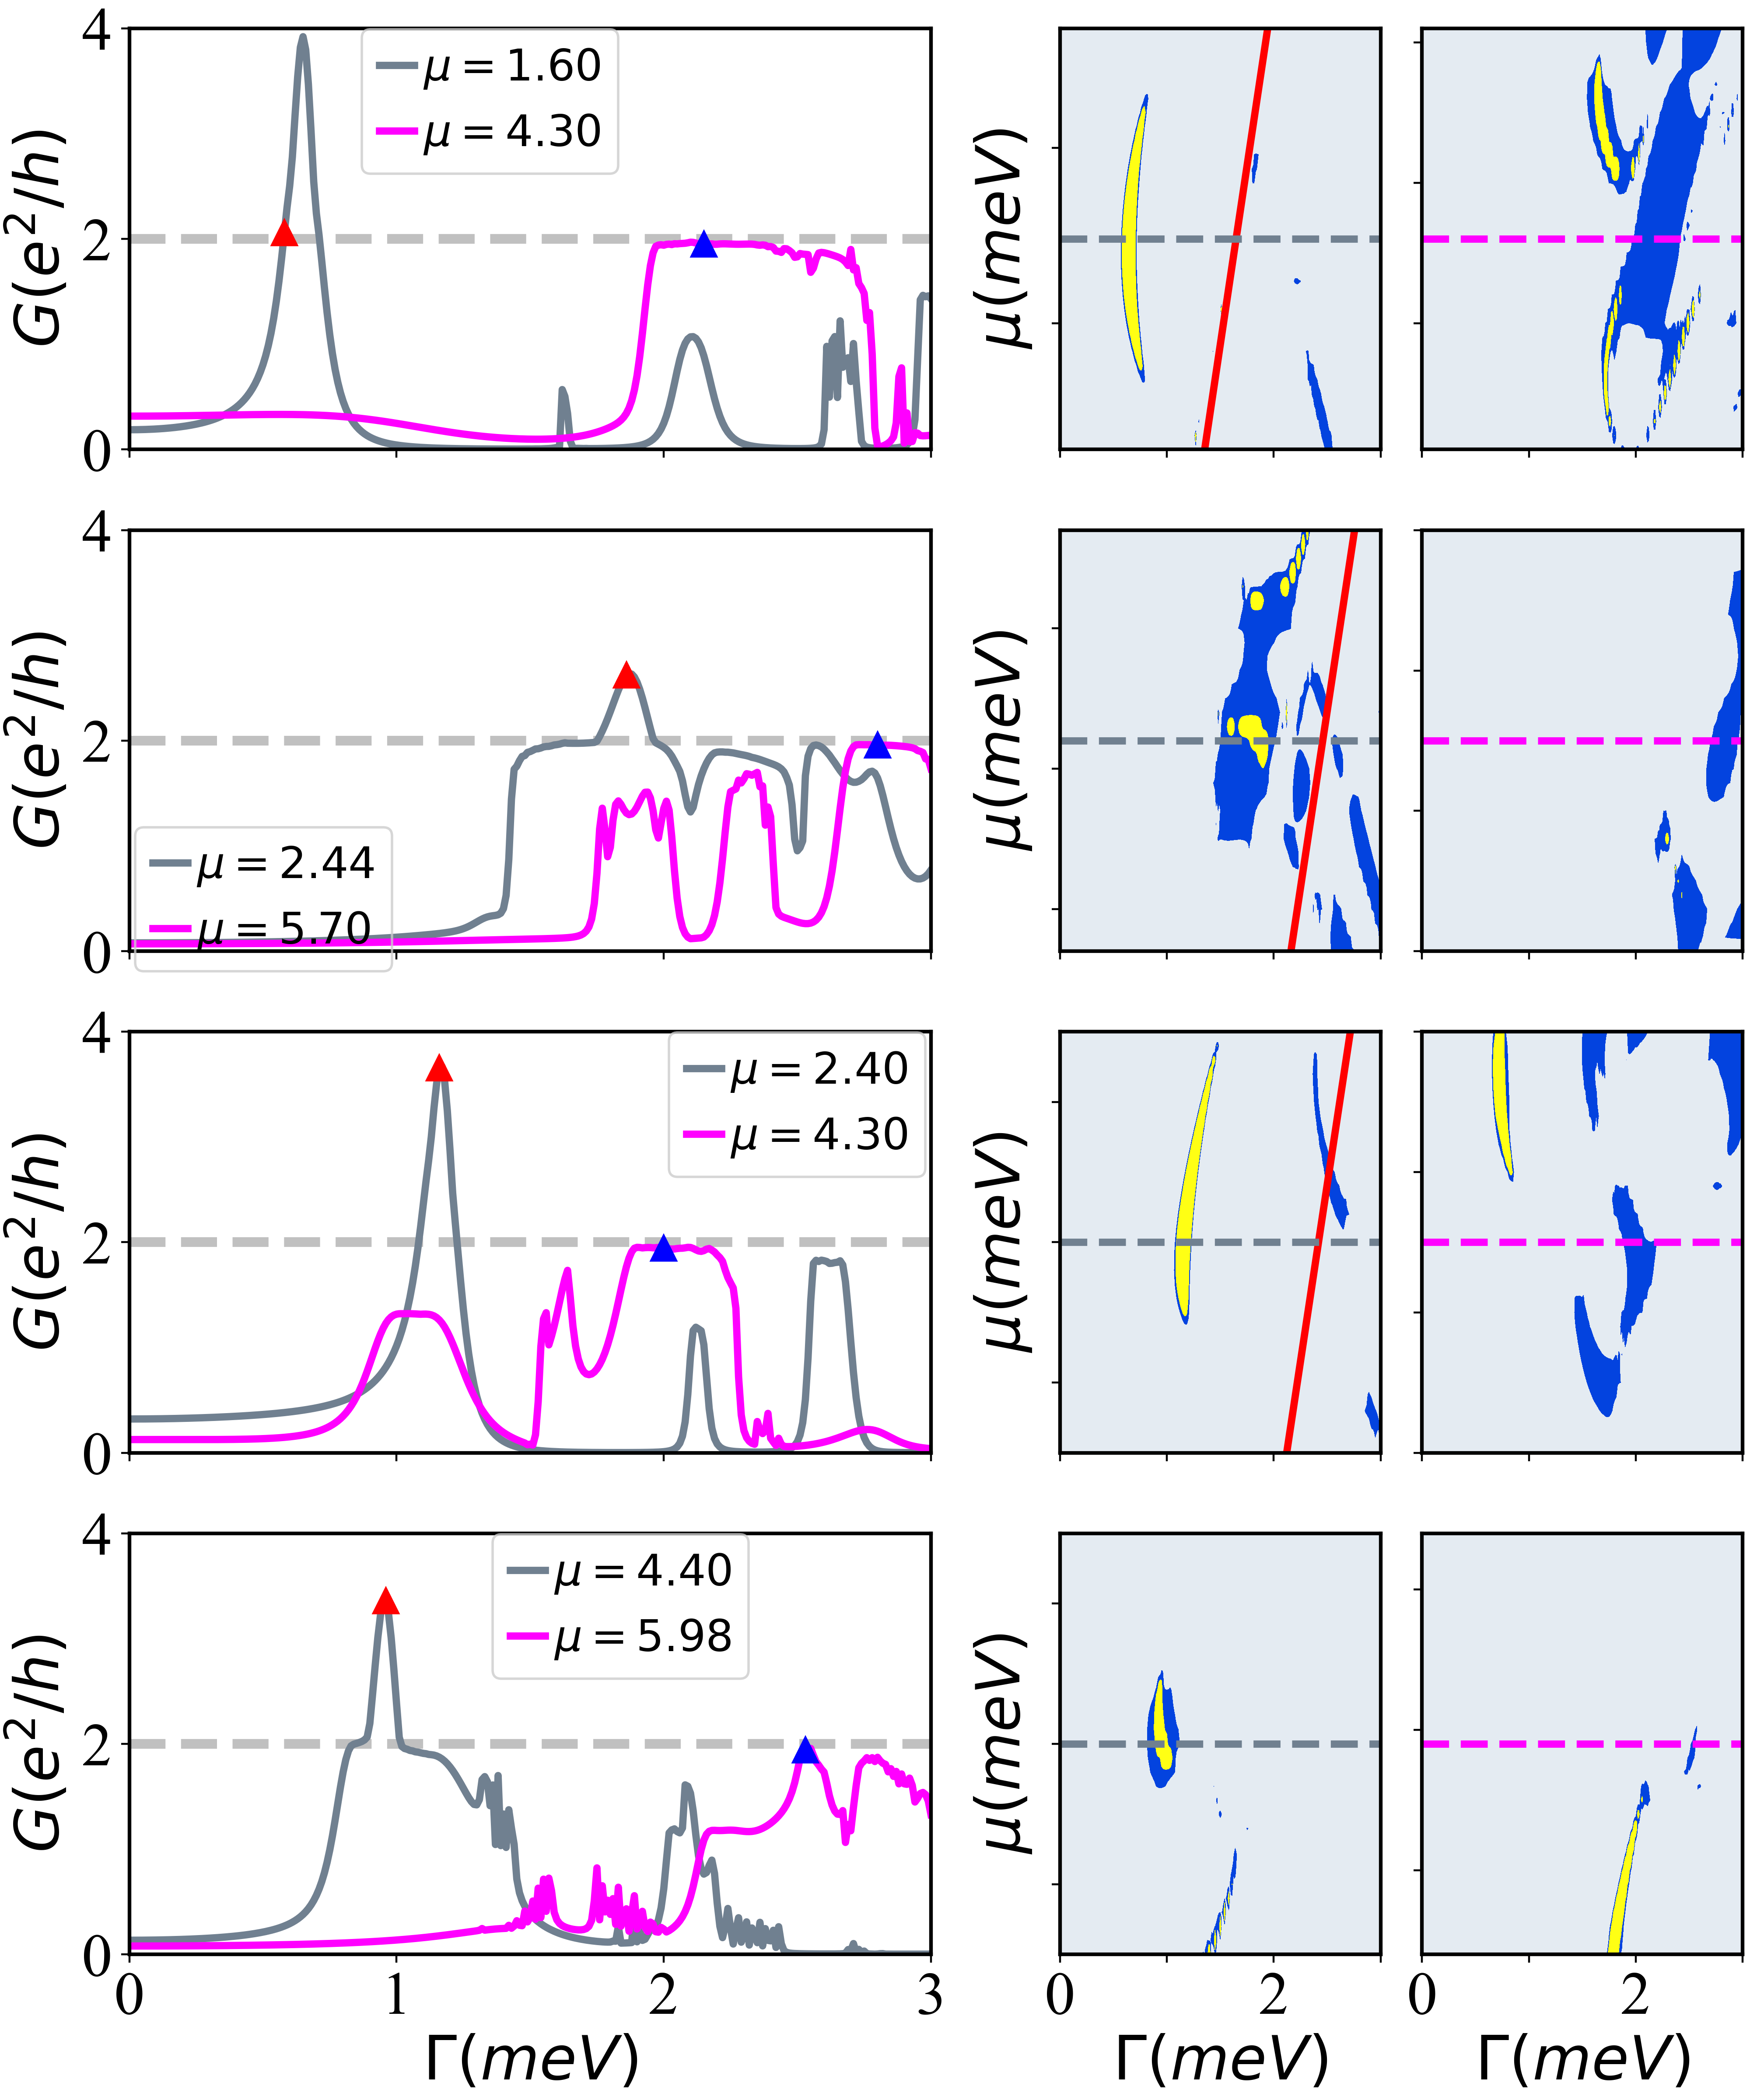 4
μ = 1.60
μ = 4.30
G(e²/h)
2
0
μ(meV)
4
G(e²/h)
2
μ = 2.44
μ = 5.70
0
μ(meV)
4
μ = 2.40
μ = 4.30
G(e²/h)
2
0
μ(meV)
4
μ = 4.40
μ = 5.98
G(e²/h)
2
0
μ(meV)
0 1 2 3
0 2
0 2
Γ(meV)
Γ(meV)
Γ(meV)